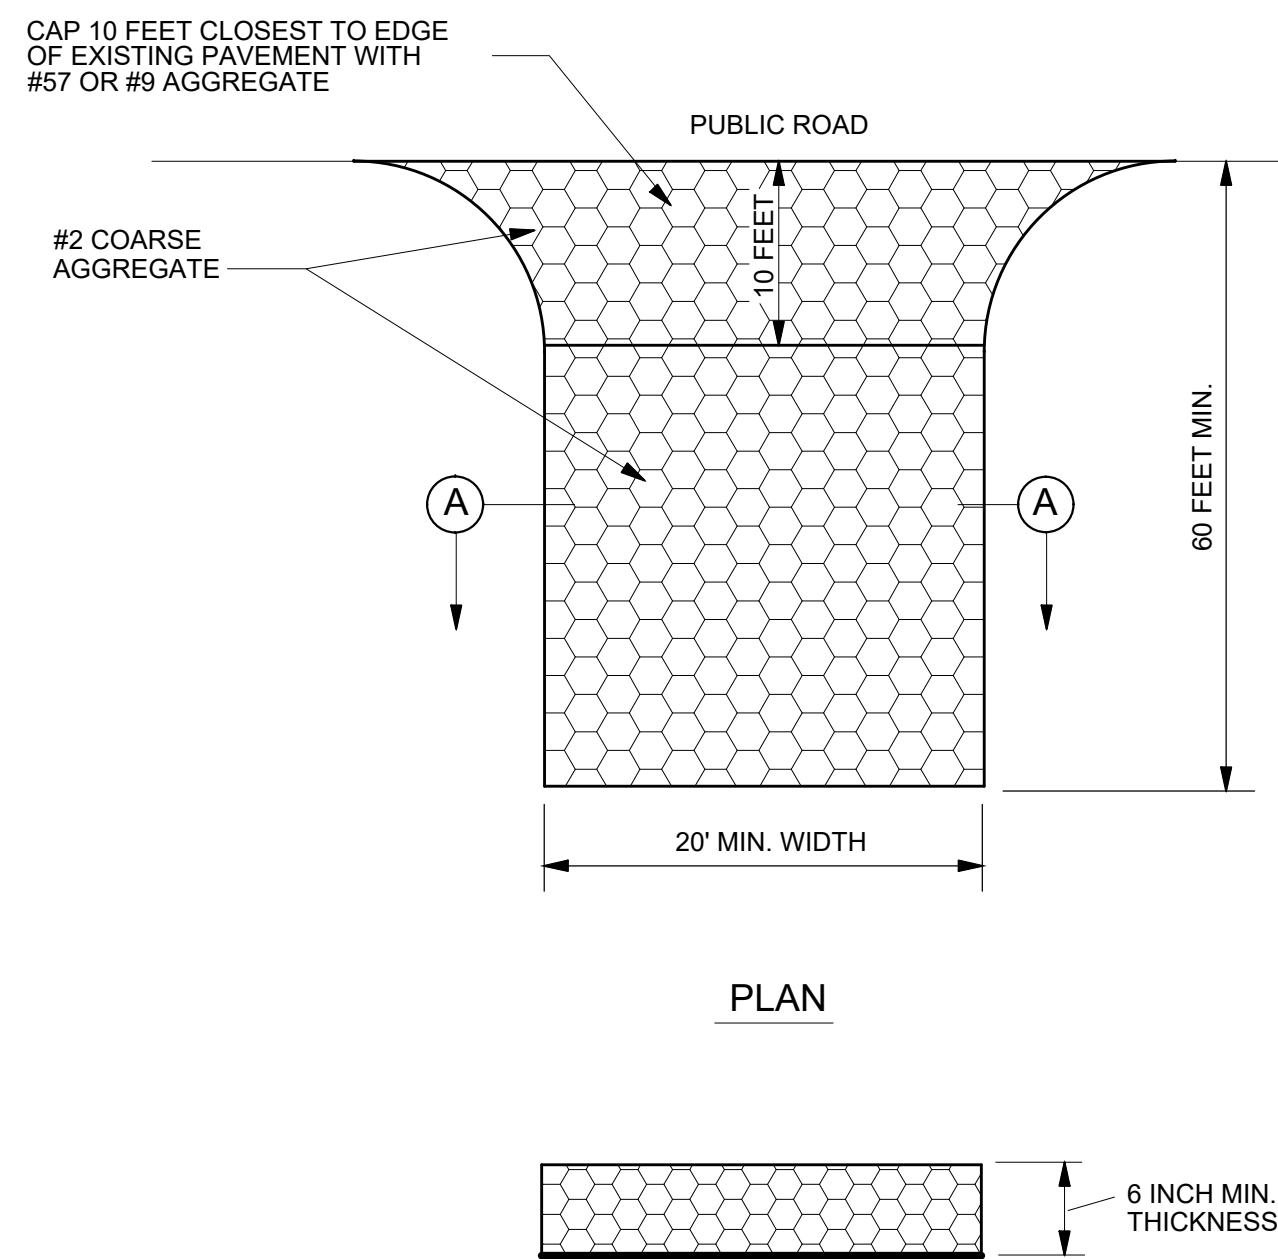 CAP 10 FEET CLOSEST TO EDGE
OF EXISTING PAVEMENT WITH
#57 OR #9 AGGREGATE
PUBLIC ROAD
10 FEET
#2 COARSE
AGGREGATE
60 FEET MIN.
A
A
20' MIN. WIDTH
PLAN
6 INCH MIN.
THICKNESS